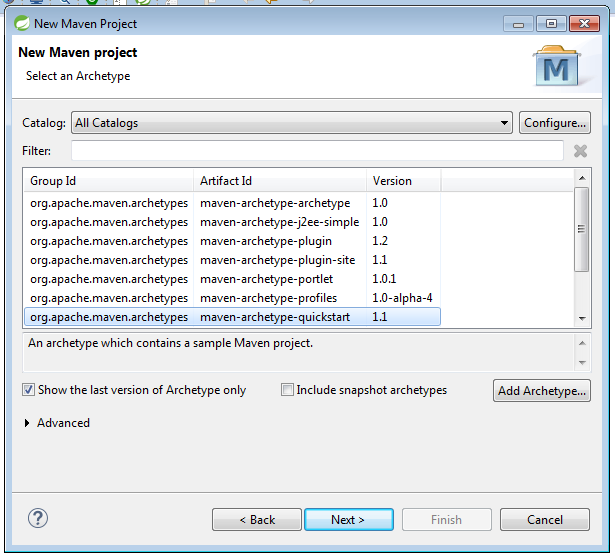 New Maven Project
New Maven project
Select an Archetype
M
Catalog: All Catalogs Configure...
Filter:
Group Id Artifact Id Version
org.apache.maven.archetypes maven-archetype-archetype 1.0
org.apache.maven.archetypes maven-archetype-j2ee-simple 1.0
org.apache.maven.archetypes maven-archetype-plugin 1.2
org.apache.maven.archetypes maven-archetype-plugin-site 1.1
org.apache.maven.archetypes maven-archetype-portlet 1.0.1
org.apache.maven.archetypes maven-archetype-profiles 1.0-alpha-4
org.apache.maven.archetypes maven-archetype-quickstart 1.1
An archetype which contains a sample Maven project.
Show the last version of Archetype only Include snapshot archetypes Add Archetype...
Advanced
? < Back Next > Finish Cancel